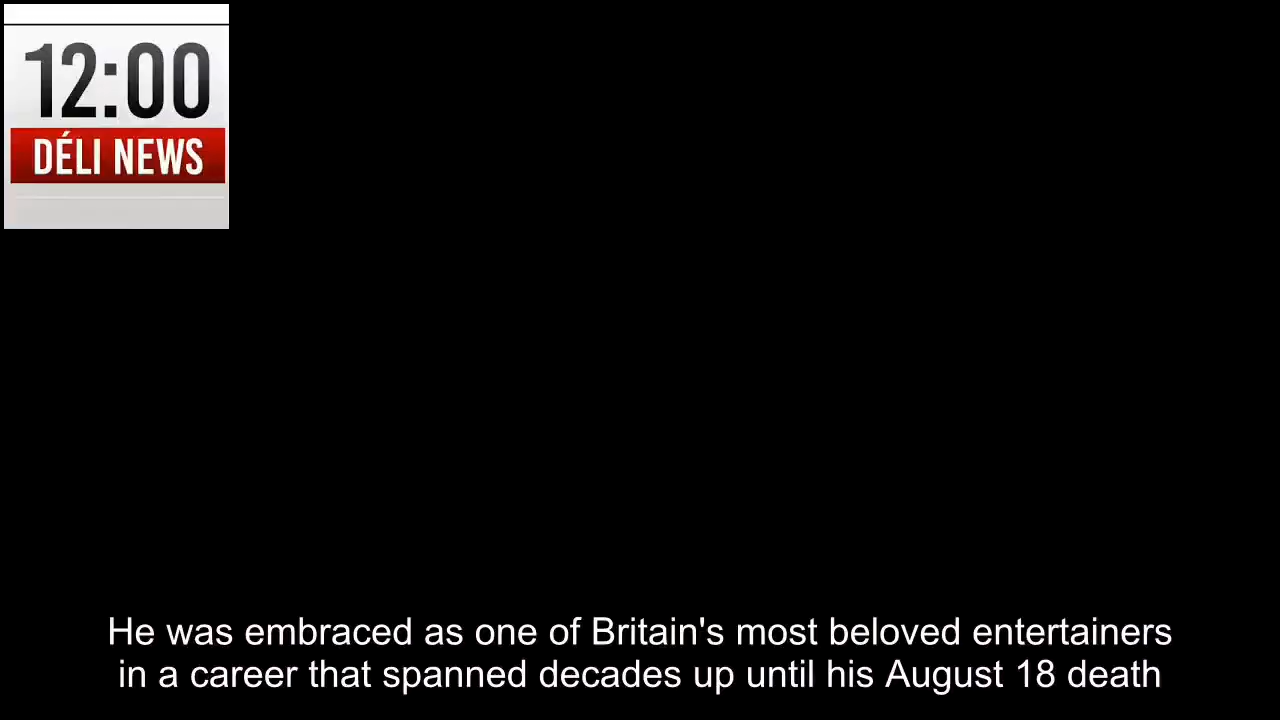 12:00
DÉLI NEWS
He was embraced as one of Britain's most beloved entertainers
in a career that spanned decades up until his August 18 death